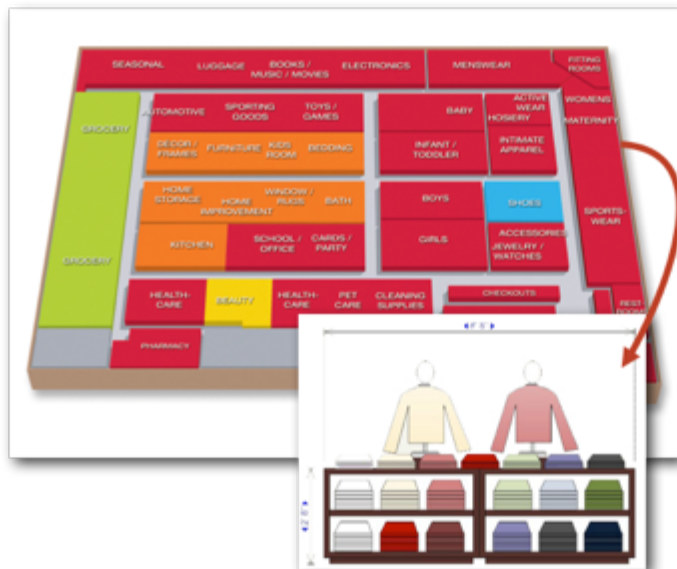 SEASONAL
LUGGAGE
BOOKS /
MUSIC / MOVIES
ELECTRONICS
MENSWEAR
FITTING
ROOMS
GROCERY
AUTOMOTIVE
SPORTING
GOODS
TOYS /
GAMES
BABY
ACTIVE
WEAR
HOSIERY
WOMENS
MATERNITY
DECOR /
FRAMES
FURNITURE
KIDS
ROOM
BEDDING
INFANT /
TODDLER
INTIMATE
APPAREL
HOME
STORAGE
HOME
IMPROVEMENT
WINDOW /
RUGS
BATH
BOYS
SHOES
SPORTS-
WEAR
GROCERY
KITCHEN
SCHOOL /
OFFICE
CARDS /
PARTY
GIRLS
ACCESSORIES
JEWELRY /
WATCHES
HEALTH-
CARE
BEAUTY
HEALTH-
CARE
PET
CARE
CLEANING
SUPPLIES
CHECKOUTS
REST
ROOMS
PHARMACY